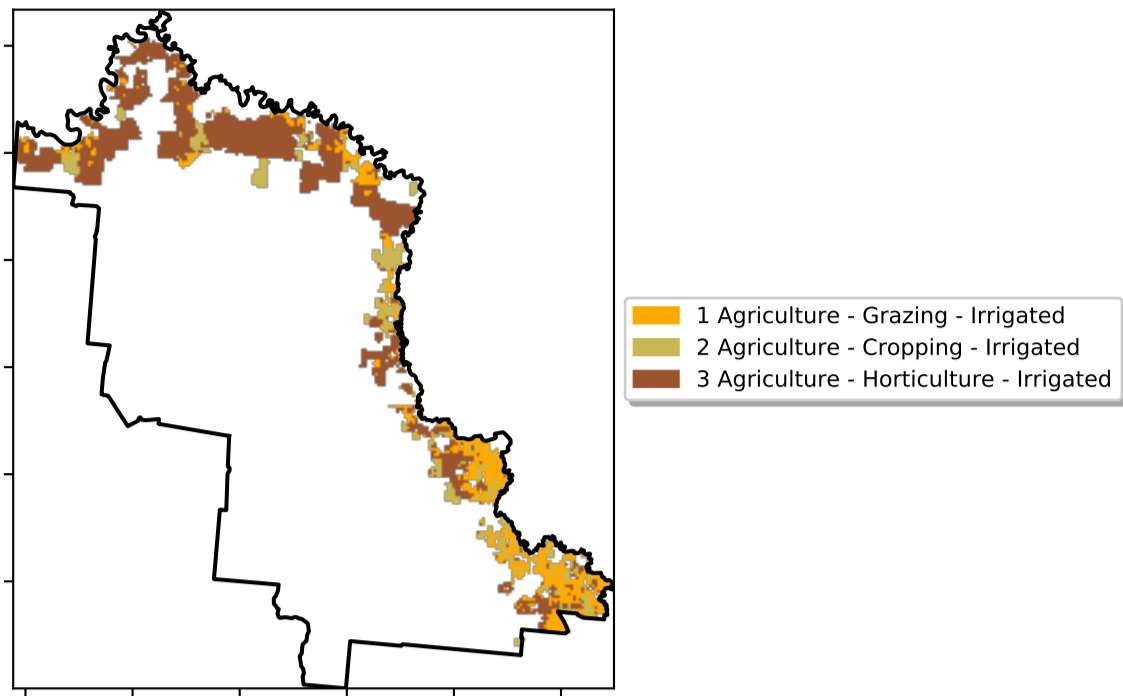 1 Agriculture - Grazing - Irrigated
2 Agriculture - Cropping - Irrigated
3 Agriculture - Horticulture - Irrigated